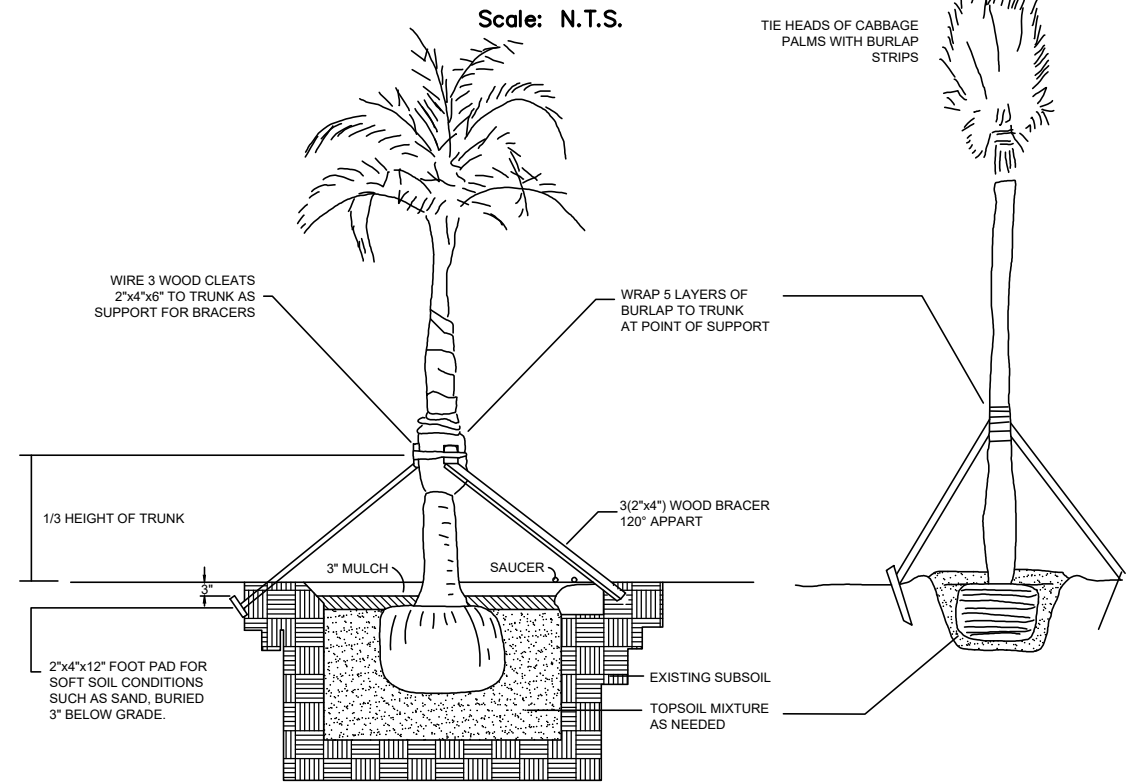 Scale: N.T.S.
TIE HEADS OF CABBAGE
PALMS WITH BURLAP
STRIPS
WIRE 3 WOOD CLEATS
2"x4"x6" TO TRUNK AS
SUPPORT FOR BRACERS
WRAP 5 LAYERS OF
BURLAP TO TRUNK
AT POINT OF SUPPORT
1/3 HEIGHT OF TRUNK
3(2"x4") WOOD BRACER
120° APPART
3" MULCH
SAUCER
3"
2"x4"x12" FOOT PAD FOR
SOFT SOIL CONDITIONS
SUCH AS SAND, BURIED
3" BELOW GRADE.
EXISTING SUBSOIL
TOPSOIL MIXTURE
AS NEEDED